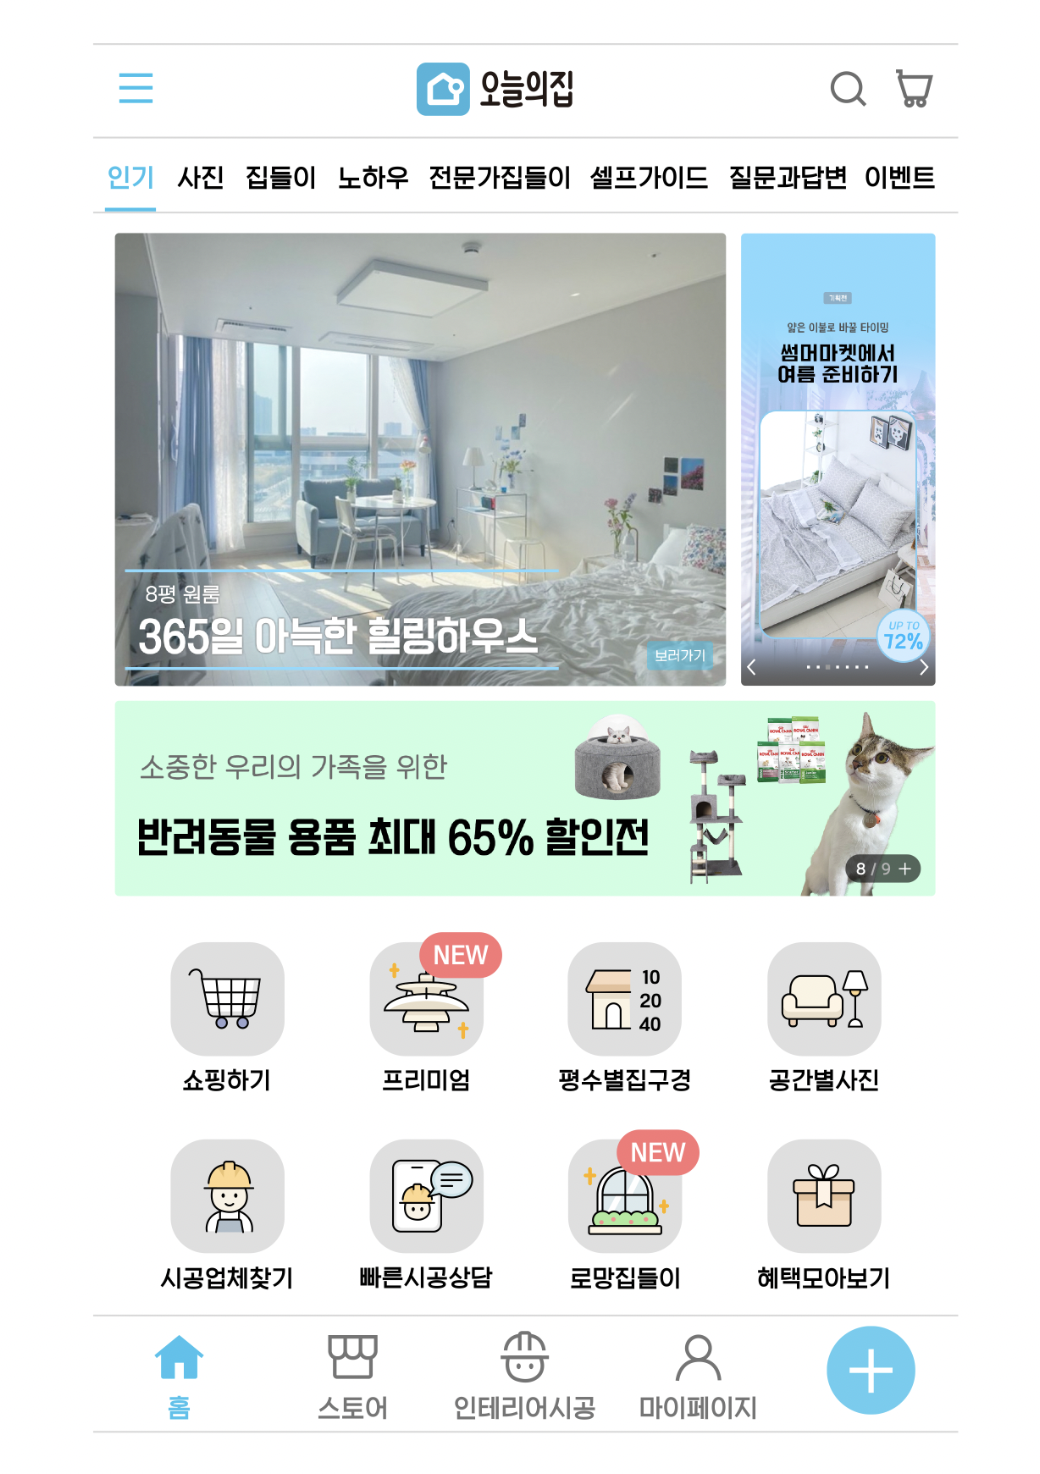 오늘의집
인기 사진 집들이 노하우 전문가집들이 셀프가이드 질문과답변 이벤트
8평 원룸
365일 아늑한 힐링하우스
보러가기
기획전
얇은 이불로 바꿀 타이밍
썸머마켓에서
여름 준비하기
UP TO
72%
소중한 우리의 가족을 위한
반려동물 용품 최대 65% 할인전
ROYAL CANIN
ROYAL CANIN
8 / 9 +
쇼핑하기
NEW
프리미엄
10
20
40
평수별집구경
공간별사진
시공업체찾기
빠른시공상담
NEW
로망집들이
혜택모아보기
홈 스토어 인테리어시공 마이페이지